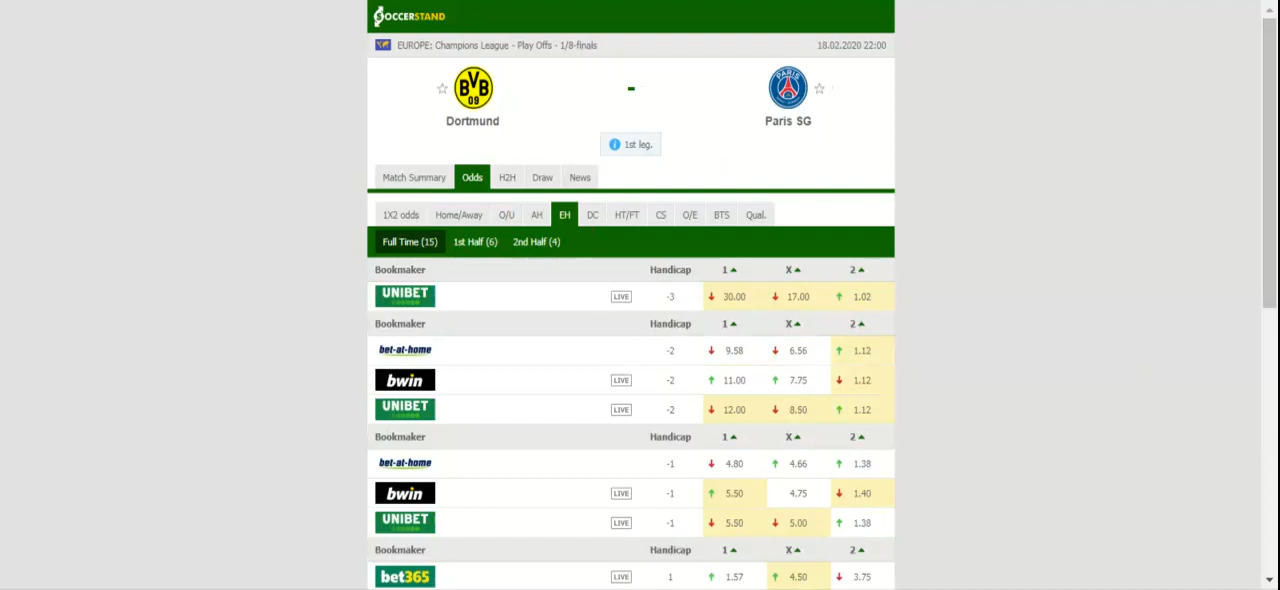 SOCCERSTAND
EUROPE: Champions League - Play Offs - 1/8-finals 18.02.2020 22:00
BVB 09 - PARIS
Dortmund Paris SG
1st leg.
Match Summary Odds H2H Draw News
1X2 odds Home/Away O/U AH EH DC HT/FT CS O/E BTS Qual.
Full Time (15) 1st Half (6) 2nd Half (4)
Bookmaker Handicap 1 X 2
UNIBET LIVE -3 30.00 17.00 1.02
Bookmaker Handicap 1 X 2
bet-at-home -2 9.58 6.56 1.12
bwin LIVE -2 11.00 7.75 1.12
UNIBET LIVE -2 12.00 8.50 1.12
Bookmaker Handicap 1 X 2
bet-at-home -1 4.80 4.66 1.38
bwin LIVE -1 5.50 4.75 1.40
UNIBET LIVE -1 5.50 5.00 1.38
Bookmaker Handicap 1 X 2
bet365 LIVE 1 1.57 4.50 3.75